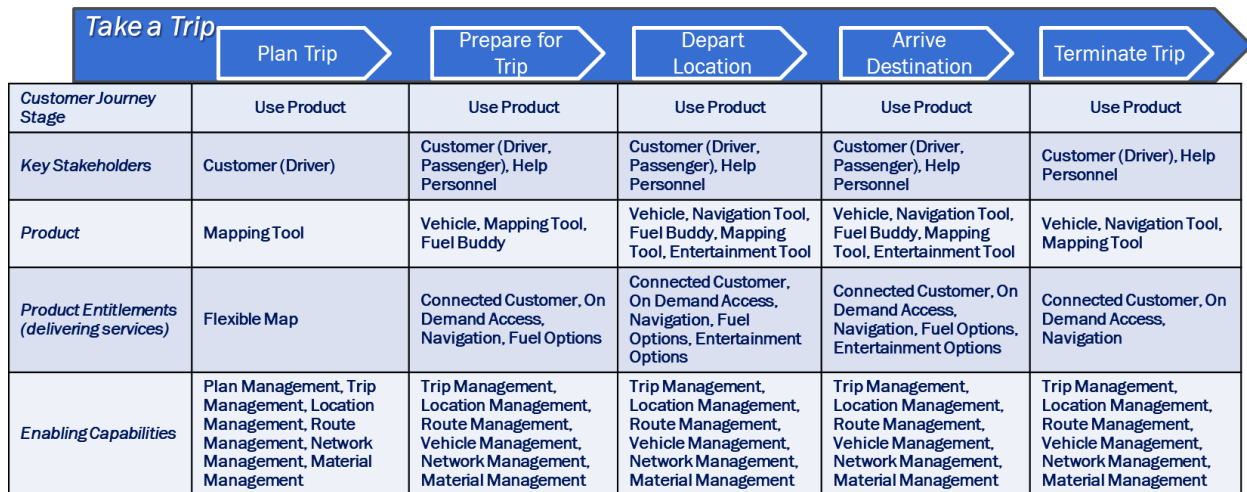 Take a Trip
Plan Trip
Prepare for
Trip
Depart
Location
Arrive
Destination
Terminate Trip
Customer Journey
Stage
Use Product
Use Product
Use Product
Use Product
Use Product
Key Stakeholders
Customer (Driver)
Customer (Driver,
Passenger), Help
Personnel
Customer (Driver,
Passenger), Help
Personnel
Customer (Driver,
Passenger), Help
Personnel
Customer (Driver), Help
Personnel
Product
Mapping Tool
Vehicle, Mapping Tool,
Fuel Buddy
Vehicle, Navigation Tool,
Fuel Buddy, Mapping
Tool, Entertainment Tool
Vehicle, Navigation Tool,
Fuel Buddy, Mapping
Tool, Entertainment Tool
Vehicle, Navigation Tool,
Mapping Tool
Product Entitlements
(delivering services)
Flexible Map
Connected Customer, On
Demand Access,
Navigation, Fuel Options
Connected Customer,
On Demand Access,
Navigation, Fuel
Options, Entertainment
Options
Connected Customer, On
Demand Access,
Navigation, Fuel Options,
Entertainment Options
Connected Customer, On
Demand Access,
Navigation
Enabling Capabilities
Plan Management, Trip
Management, Location
Management, Route
Management, Network
Management, Material
Management
Trip Management,
Location Management,
Route Management,
Vehicle Management,
Network Management,
Material Management
Trip Management,
Location Management,
Route Management,
Vehicle Management,
Network Management,
Material Management
Trip Management,
Location Management,
Route Management,
Vehicle Management,
Network Management,
Material Management
Trip Management,
Location Management,
Route Management,
Vehicle Management,
Network Management,
Material Management